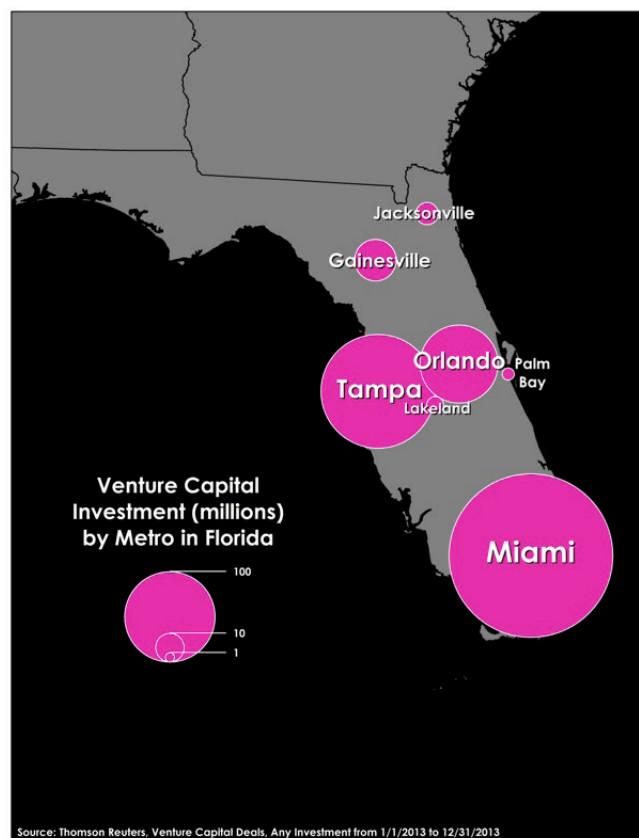 Jacksonville
Gainesville
Orlando
Palm
Bay
Tampa
Lakeland
Venture Capital
Investment (millions)
by Metro in Florida
Miami
100
10
1
Source: Thomson Reuters, Venture Capital Deals, Any Investment from 1/1/2013 to 12/31/2013